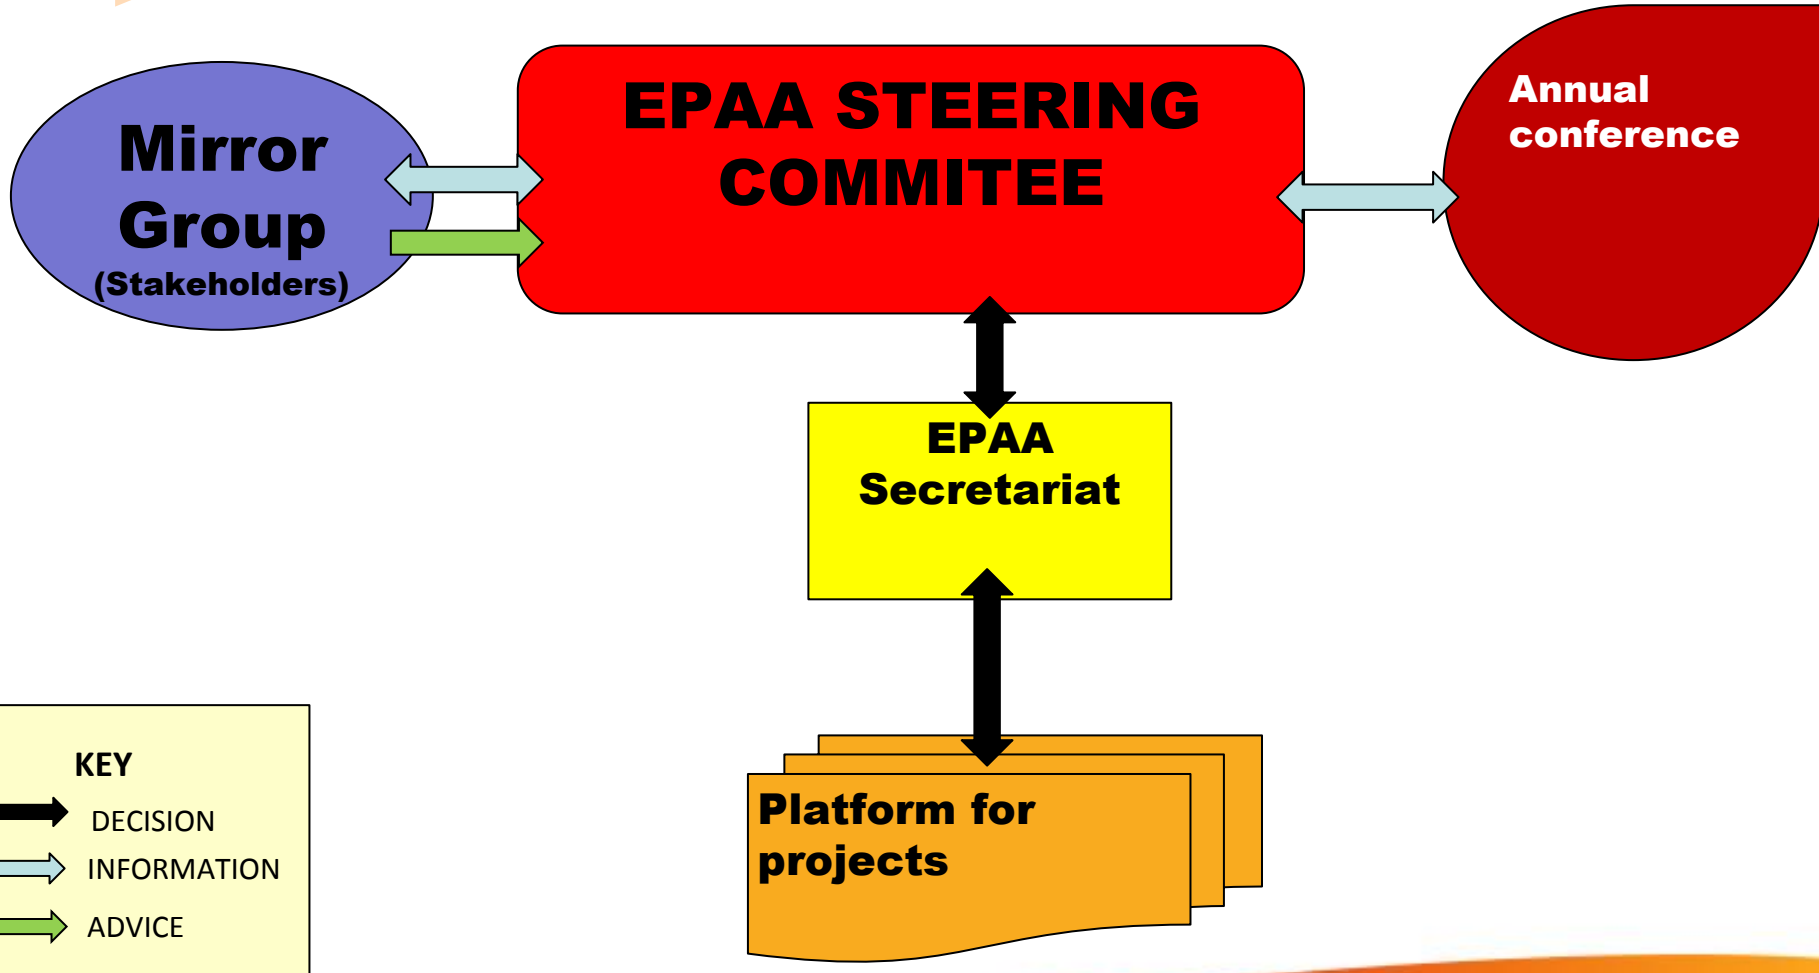 Mirror
Group
(Stakeholders)
EPAA STEERING
COMMITEE
Annual
conference
EPAA
Secretariat
Platform for
projects
KEY
DECISION
INFORMATION
ADVICE